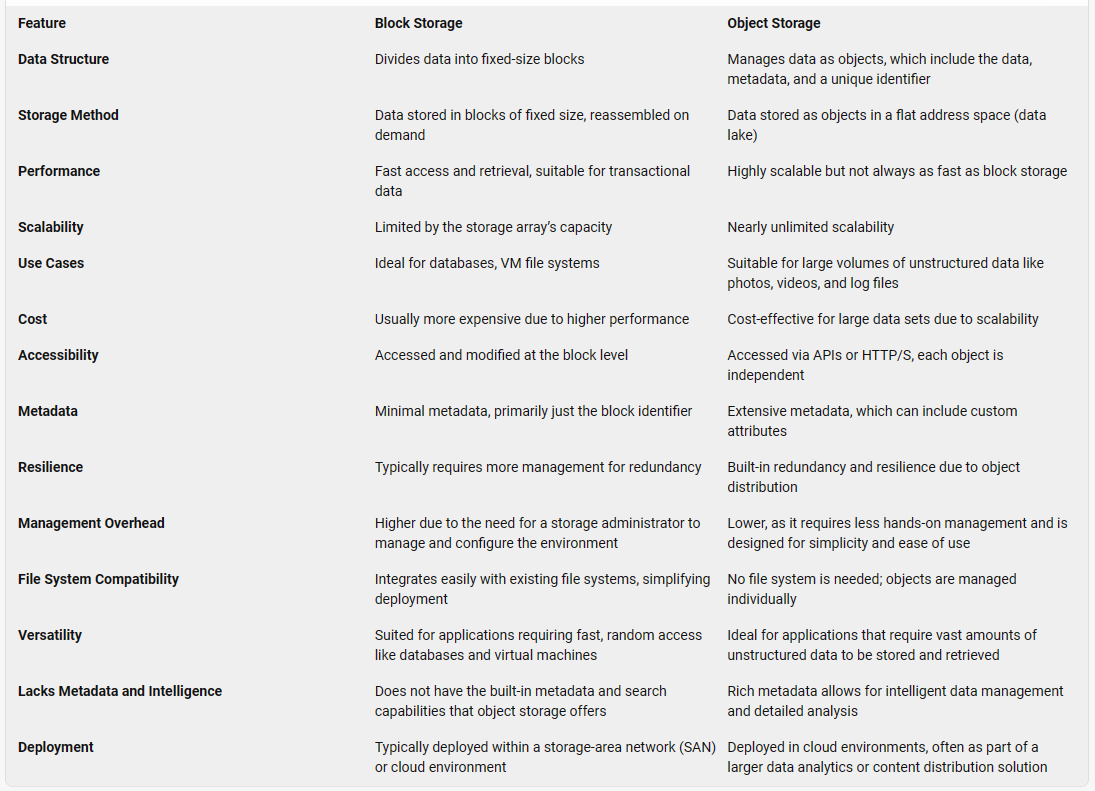 Feature Block Storage Object Storage
Data Structure Divides data into fixed-size blocks Manages data as objects, which include the data,
metadata, and a unique identifier
Storage Method Data stored in blocks of fixed size, reassembled on Data stored as objects in a flat address space (data
demand lake)
Performance Fast access and retrieval, suitable for transactional Highly scalable but not always as fast as block storage
data
Scalability Limited by the storage array’s capacity Nearly unlimited scalability
Use Cases Ideal for databases, VM file systems Suitable for large volumes of unstructured data like
photos, videos, and log files
Cost Usually more expensive due to higher performance Cost-effective for large data sets due to scalability
Accessibility Accessed and modified at the block level Accessed via APIs or HTTP/S, each object is
independent
Metadata Minimal metadata, primarily just the block identifier Extensive metadata, which can include custom
attributes
Resilience Typically requires more management for redundancy Built-in redundancy and resilience due to object
distribution
Management Overhead Higher due to the need for a storage administrator to Lower, as it requires less hands-on management and is
manage and configure the environment designed for simplicity and ease of use
File System Compatibility Integrates easily with existing file systems, simplifying No file system is needed; objects are managed
deployment individually
Versatility Suited for applications requiring fast, random access Ideal for applications that require vast amounts of
like databases and virtual machines unstructured data to be stored and retrieved
Lacks Metadata and Intelligence Does not have the built-in metadata and search Rich metadata allows for intelligent data management
capabilities that object storage offers and detailed analysis
Deployment Typically deployed within a storage-area network (SAN) Deployed in cloud environments, often as part of a
or cloud environment larger data analytics or content distribution solution